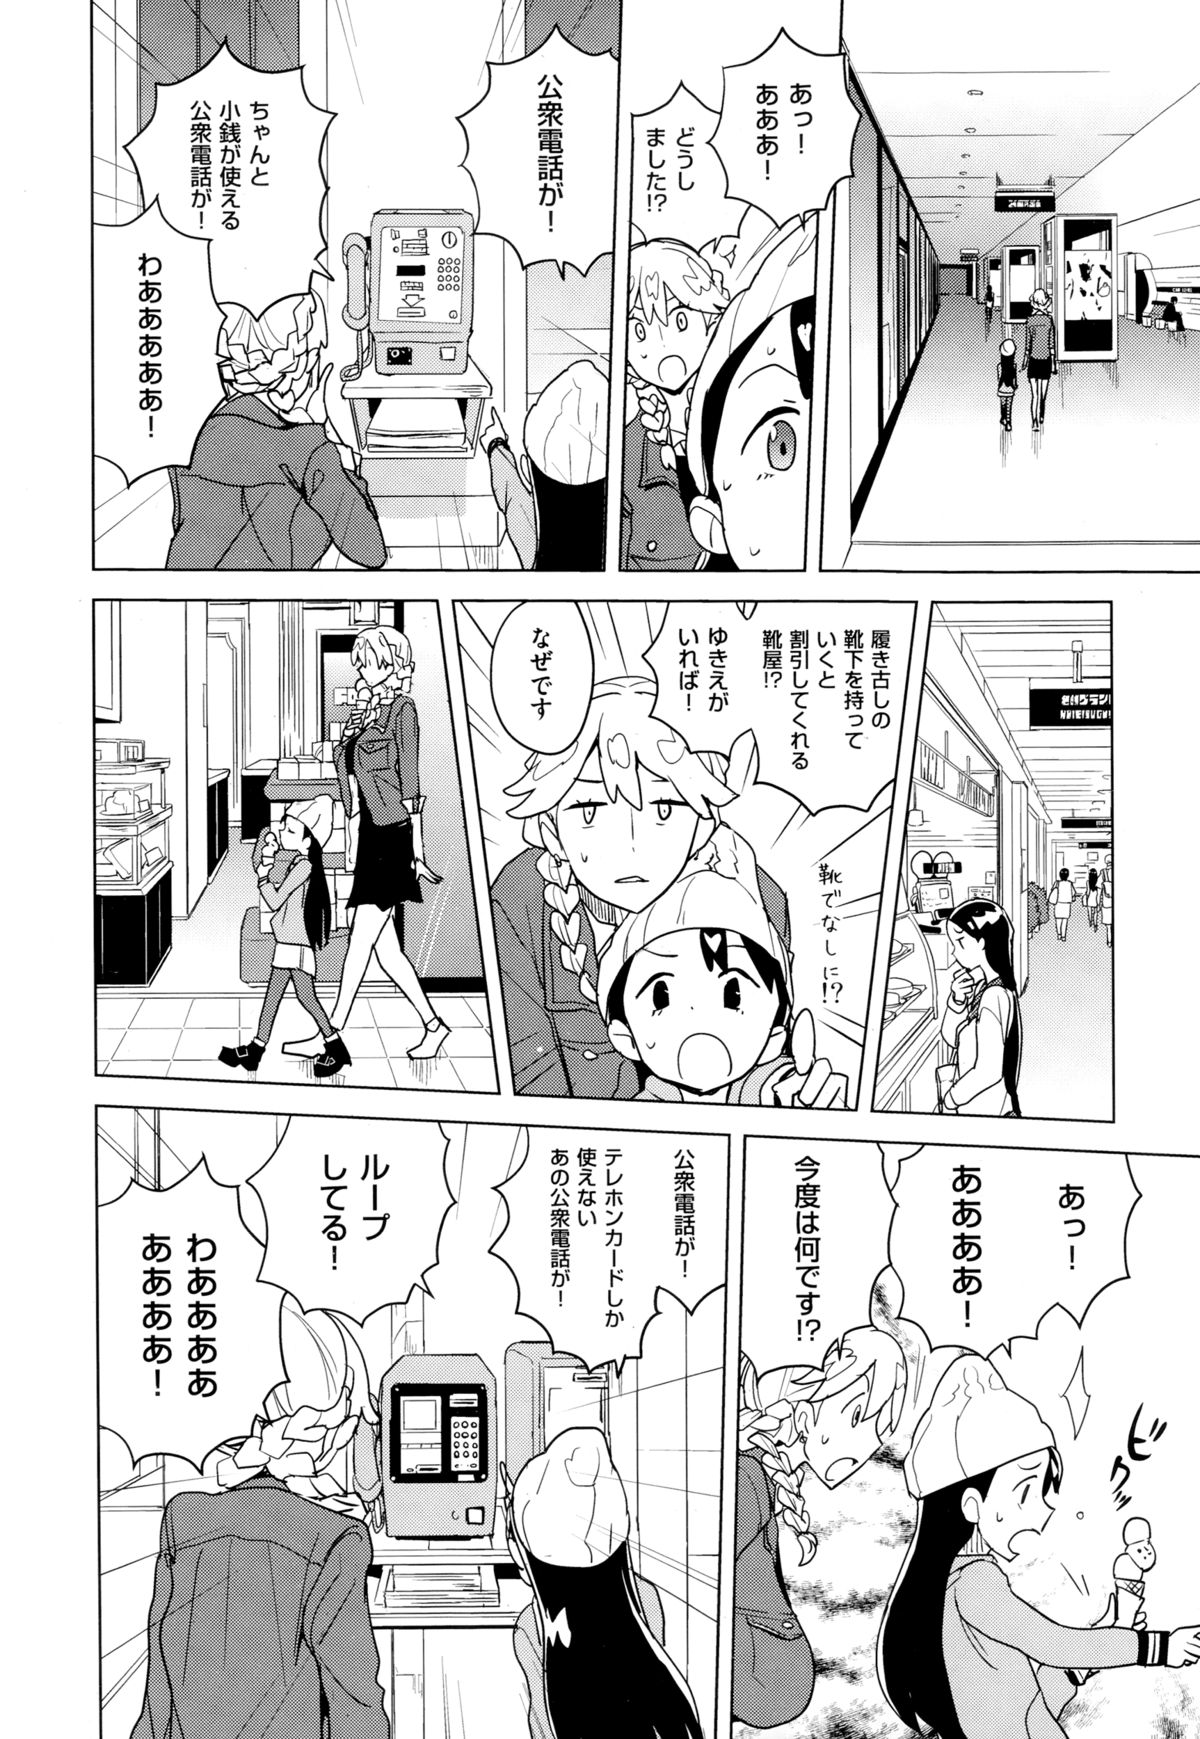 あっ！
あああ！
どうし
ました!?
公衆電話が！
ちゃんと
小銭が使える
公衆電話が！
わあああああ！
履き古しの
靴下を持って
いくと
割引してくれる
靴屋!?
ゆきえが
いれば！
なぜです
靴でなしに!?
あっ！
ああああ！
今度は何です!?
ビクッ
公衆電話が！
テレホンカードしか
使えない
あの公衆電話が！
ループ
してる！
わああああ
ああああ！